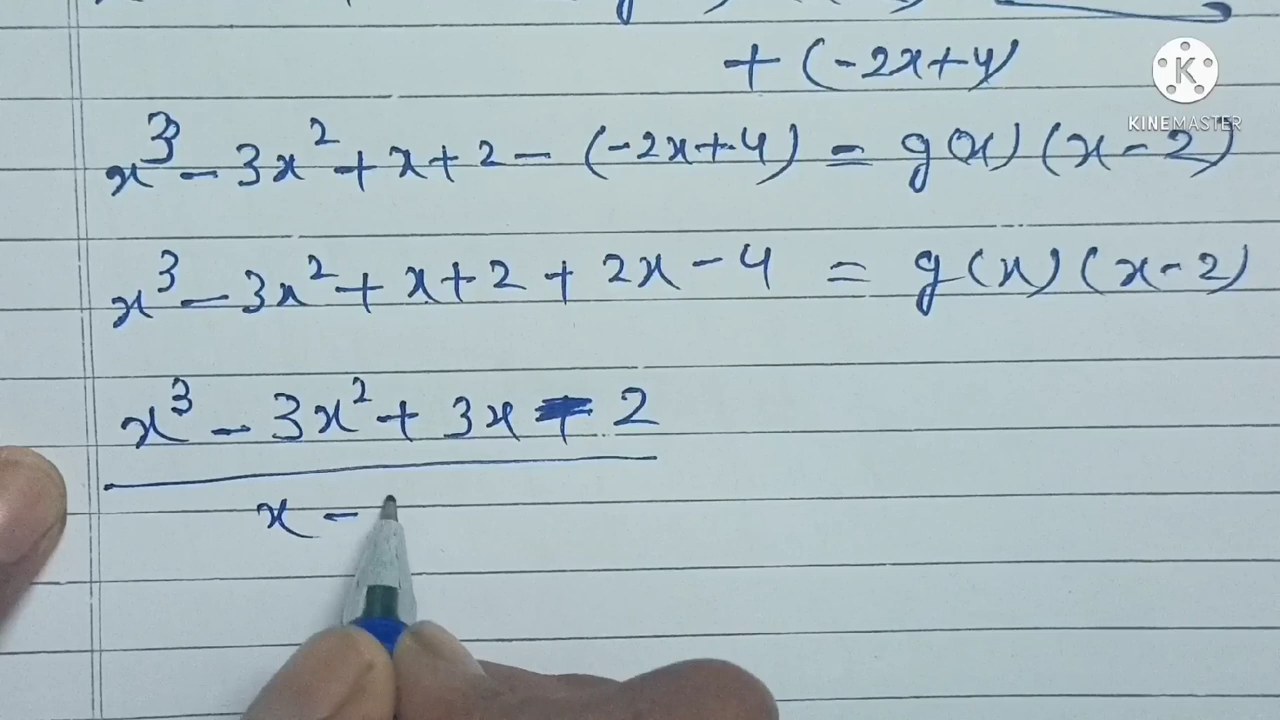 + (-2x+4)
K
KINEMASTER
x³ - 3x² + x + 2 - (-2x+4) = g(x) (x-2)
x³ - 3x² + x + 2 + 2x - 4 = g(x) (x-2)
x³ - 3x² + 3x - 2
x -